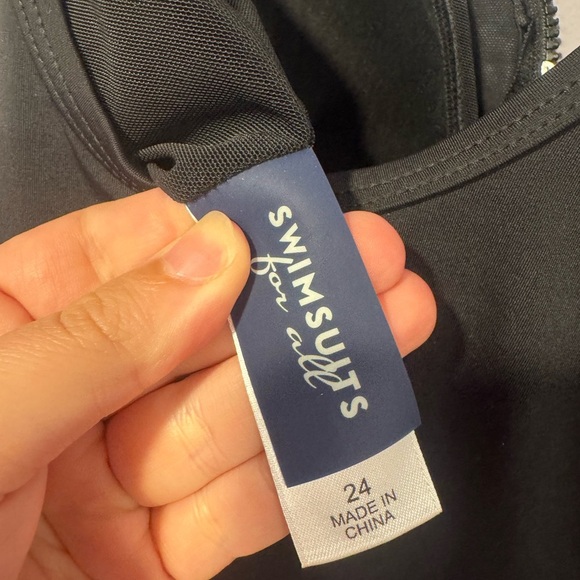 SWIMSUITS
for all
24
MADE IN
CHINA